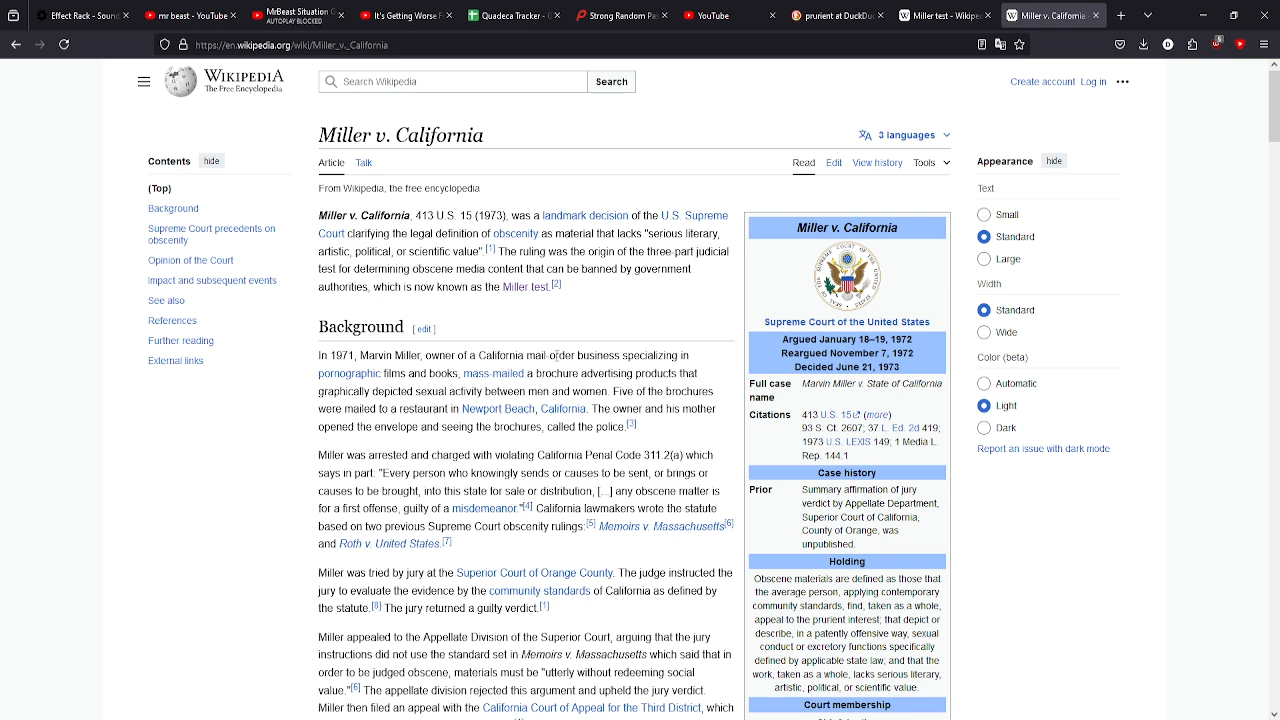 Effect Rack - Sound
mr beast - YouTube
MrBeast Situation
AUTOPLAY BLOCKED
It's Getting Worse F
Quadeca Tracker - G
Strong Random Pas
YouTube
prurient at DuckDu
Miller test - Wikipe
Miller v. California
https://en.wikipedia.org/wiki/Miller_v._California
5
WIKIPEDIA
The Free Encyclopedia
Search Wikipedia
Search
Create account Log in
Contents hide
(Top)
Background
Supreme Court precedents on
obscenity
Opinion of the Court
Impact and subsequent events
See also
References
Further reading
External links
Miller v. California
3 languages
Article Talk
Read Edit View history Tools
From Wikipedia, the free encyclopedia
Miller v. California, 413 U.S. 15 (1973), was a landmark decision of the U.S. Supreme
Court clarifying the legal definition of obscenity as material that lacks "serious literary,
artistic, political, or scientific value".[1] The ruling was the origin of the three-part judicial
test for determining obscene media content that can be banned by government
authorities, which is now known as the Miller test.[2]
Background [ edit ]
In 1971, Marvin Miller, owner of a California mail-order business specializing in
pornographic films and books, mass-mailed a brochure advertising products that
graphically depicted sexual activity between men and women. Five of the brochures
were mailed to a restaurant in Newport Beach, California. The owner and his mother
opened the envelope and seeing the brochures, called the police.[3]
Miller was arrested and charged with violating California Penal Code 311.2(a) which
says in part: "Every person who knowingly sends or causes to be sent, or brings or
causes to be brought, into this state for sale or distribution, [...] any obscene matter is
for a first offense, guilty of a misdemeanor."[4] California lawmakers wrote the statute
based on two previous Supreme Court obscenity rulings:[5] Memoirs v. Massachusetts[6]
and Roth v. United States.[7]
Miller was tried by jury at the Superior Court of Orange County. The judge instructed the
jury to evaluate the evidence by the community standards of California as defined by
the statute.[8] The jury returned a guilty verdict.[1]
Miller appealed to the Appellate Division of the Superior Court, arguing that the jury
instructions did not use the standard set in Memoirs v. Massachusetts which said that in
order to be judged obscene, materials must be "utterly without redeeming social
value."[6] The appellate division rejected this argument and upheld the jury verdict.
Miller then filed an appeal with the California Court of Appeal for the Third District, which
Miller v. California
Supreme Court of the United States
Argued January 18–19, 1972
Reargued November 7, 1972
Decided June 21, 1973
Full case Marvin Miller v. State of California
name
Citations 413 U.S. 15 (more)
93 S. Ct. 2607; 37 L. Ed. 2d 419;
1973 U.S. LEXIS 149; 1 Media L.
Rep. 144.1
Case history
Prior Summary affirmation of jury
verdict by Appellate Department,
Superior Court of California,
County of Orange, was
unpublished.
Holding
Obscene materials are defined as those that
the average person, applying contemporary
community standards, find, taken as a whole,
appeal to the prurient interest; that depict or
describe, in a patently offensive way, sexual
conduct or excretory functions specifically
defined by applicable state law; and that the
work, taken as a whole, lacks serious literary,
artistic, political, or scientific value.
Court membership
Appearance hide
Text
Small
Standard
Large
Width
Standard
Wide
Color (beta)
Automatic
Light
Dark
Report an issue with dark mode